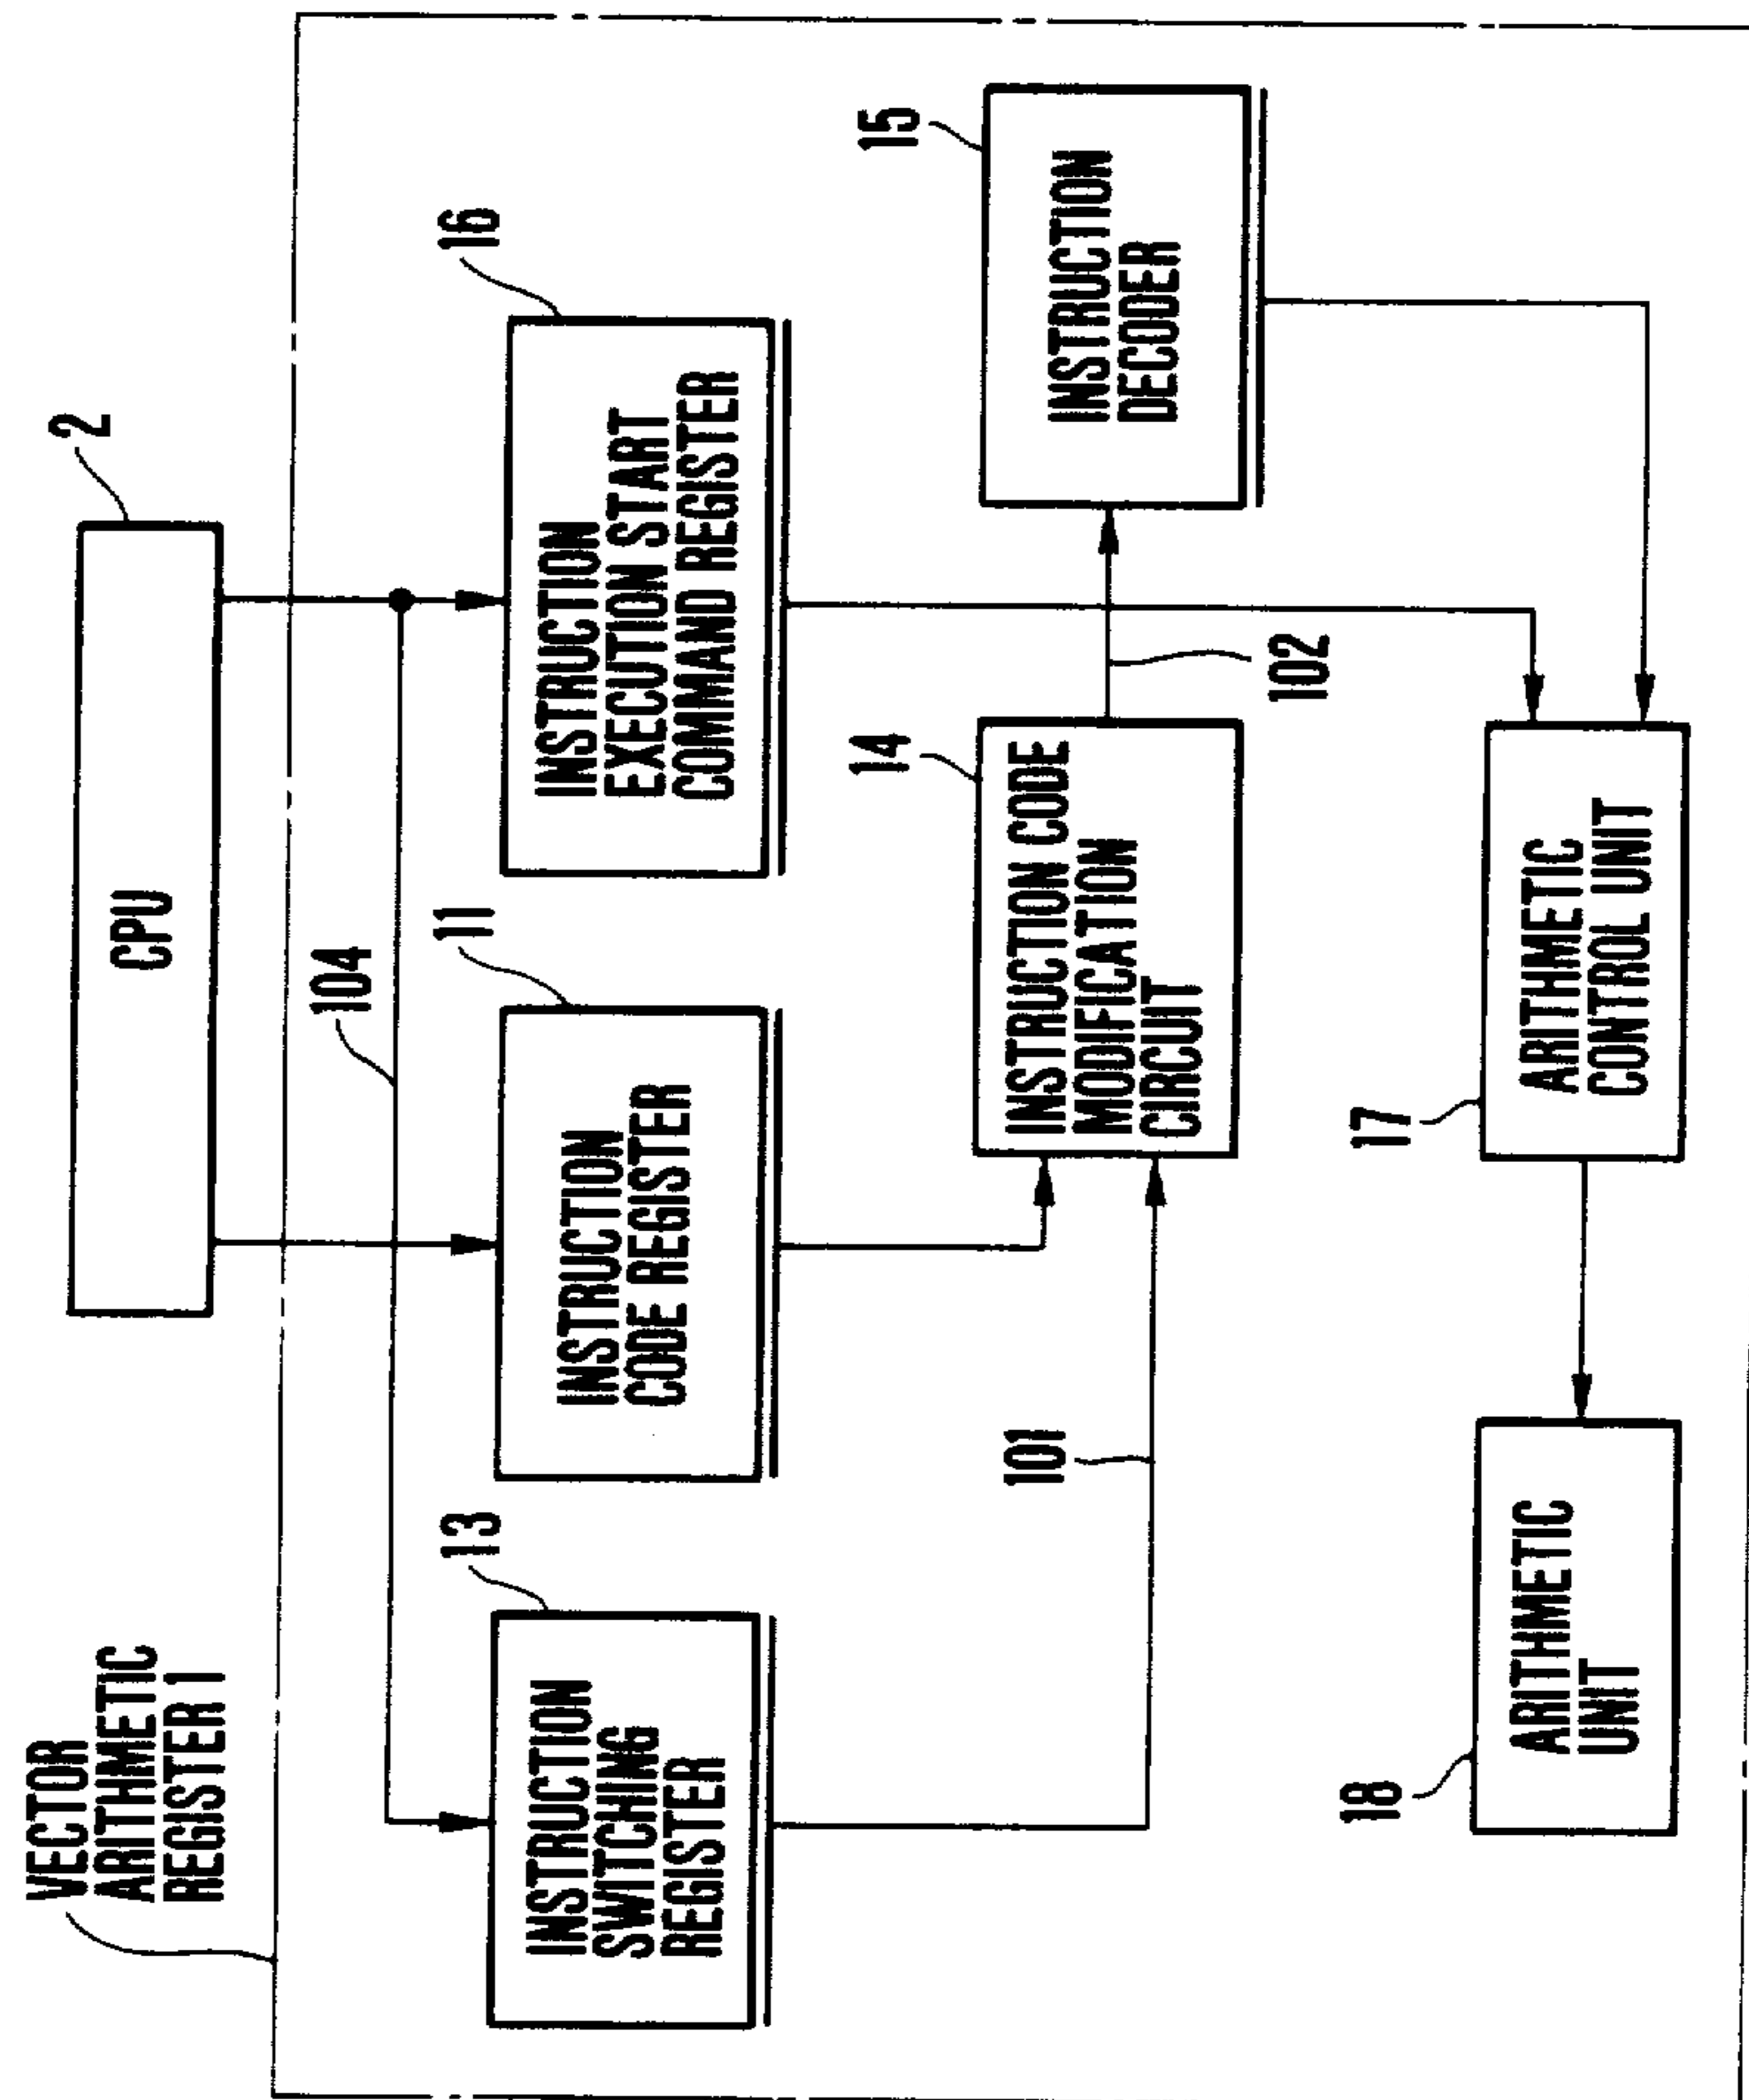 VECTOR
ARITHMETIC
REGISTER 1
CPU
2
104
13
11
16
INSTRUCTION
SWITCHING
REGISTER
INSTRUCTION
CODE REGISTER
INSTRUCTION
EXECUTION START
COMMAND REGISTER
101
14
15
INSTRUCTION CODE
MODIFICATION
CIRCUIT
INSTRUCTION
DECODER
102
18
17
ARITHMETIC
UNIT
ARITHMETIC
CONTROL UNIT